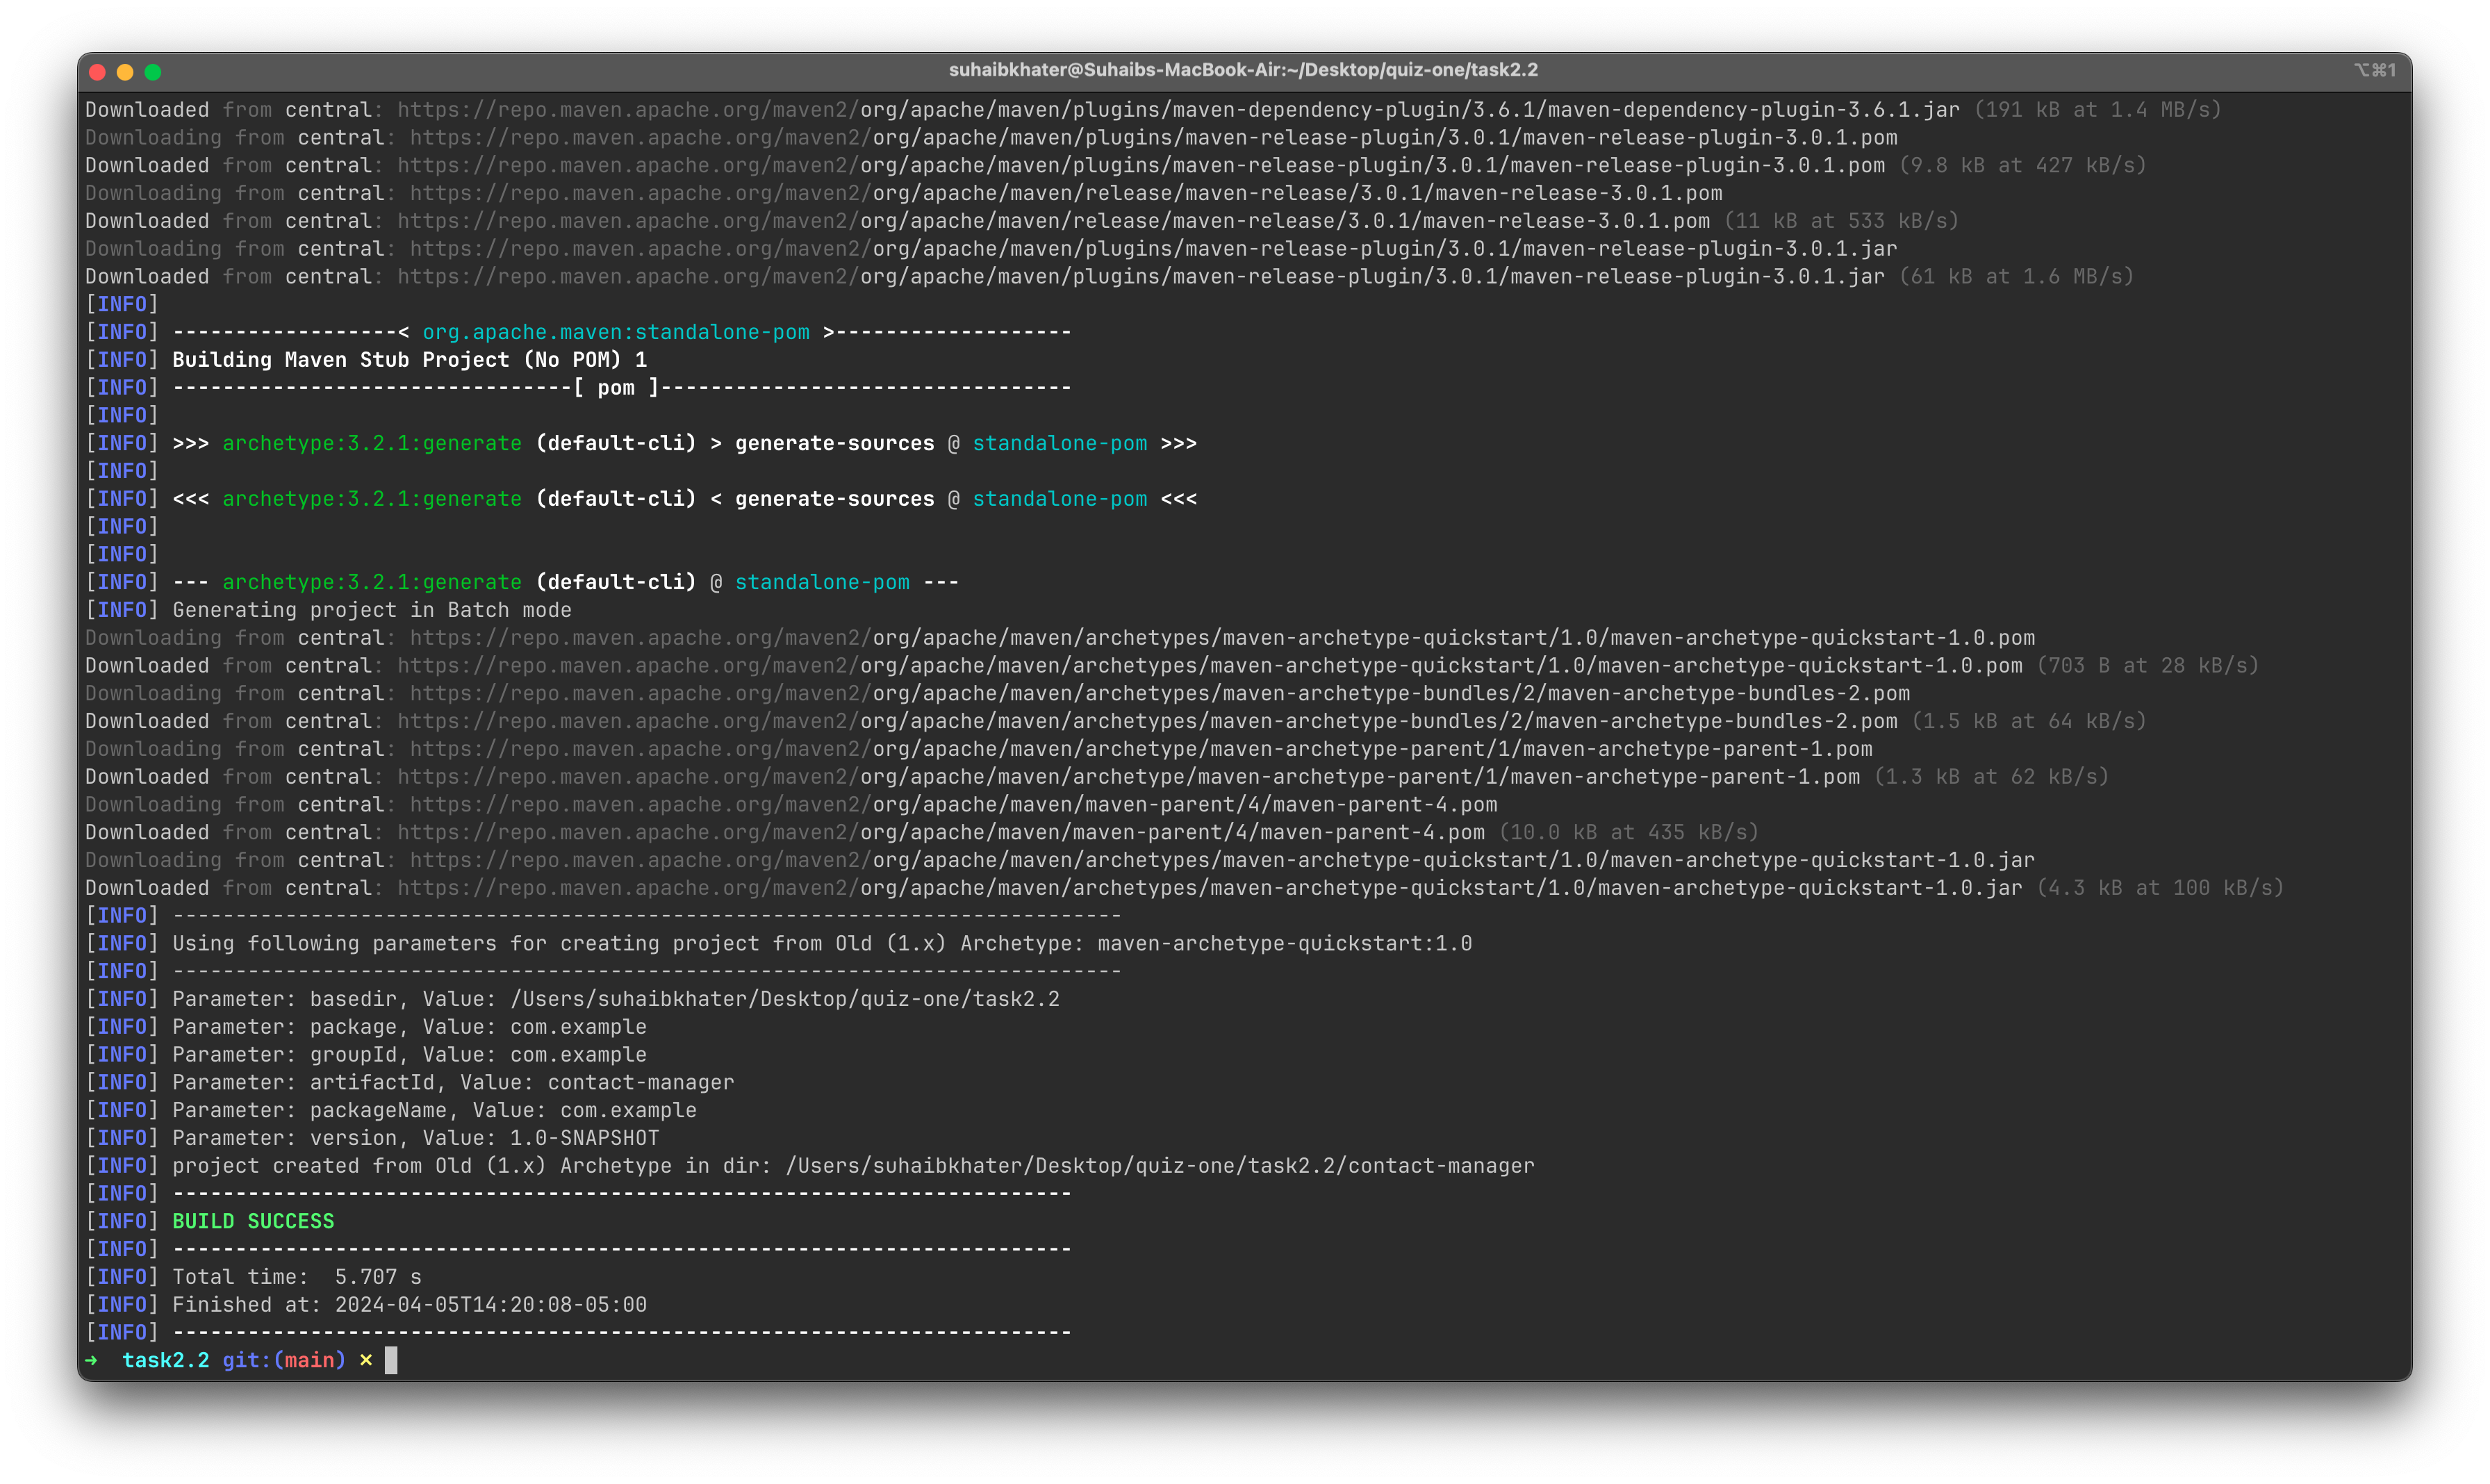 suhaibkhater@Suhaibs-MacBook-Air:~/Desktop/quiz-one/task2.2
⌥⌘1
Downloaded from central: https://repo.maven.apache.org/maven2/org/apache/maven/plugins/maven-dependency-plugin/3.6.1/maven-dependency-plugin-3.6.1.jar (191 kB at 1.4 MB/s)
Downloading from central: https://repo.maven.apache.org/maven2/org/apache/maven/plugins/maven-release-plugin/3.0.1/maven-release-plugin-3.0.1.pom
Downloaded from central: https://repo.maven.apache.org/maven2/org/apache/maven/plugins/maven-release-plugin/3.0.1/maven-release-plugin-3.0.1.pom (9.8 kB at 427 kB/s)
Downloading from central: https://repo.maven.apache.org/maven2/org/apache/maven/release/maven-release/3.0.1/maven-release-3.0.1.pom
Downloaded from central: https://repo.maven.apache.org/maven2/org/apache/maven/release/maven-release/3.0.1/maven-release-3.0.1.pom (11 kB at 533 kB/s)
Downloading from central: https://repo.maven.apache.org/maven2/org/apache/maven/plugins/maven-release-plugin/3.0.1/maven-release-plugin-3.0.1.jar
Downloaded from central: https://repo.maven.apache.org/maven2/org/apache/maven/plugins/maven-release-plugin/3.0.1/maven-release-plugin-3.0.1.jar (61 kB at 1.6 MB/s)
[INFO]
[INFO] ------------------< org.apache.maven:standalone-pom >-------------------
[INFO] Building Maven Stub Project (No POM) 1
[INFO] --------------------------------[ pom ]---------------------------------
[INFO]
[INFO] >>> archetype:3.2.1:generate (default-cli) > generate-sources @ standalone-pom >>>
[INFO]
[INFO] <<< archetype:3.2.1:generate (default-cli) < generate-sources @ standalone-pom <<<
[INFO]
[INFO]
[INFO] --- archetype:3.2.1:generate (default-cli) @ standalone-pom ---
[INFO] Generating project in Batch mode
Downloading from central: https://repo.maven.apache.org/maven2/org/apache/maven/archetypes/maven-archetype-quickstart/1.0/maven-archetype-quickstart-1.0.pom
Downloaded from central: https://repo.maven.apache.org/maven2/org/apache/maven/archetypes/maven-archetype-quickstart/1.0/maven-archetype-quickstart-1.0.pom (703 B at 28 kB/s)
Downloading from central: https://repo.maven.apache.org/maven2/org/apache/maven/archetypes/maven-archetype-bundles/2/maven-archetype-bundles-2.pom
Downloaded from central: https://repo.maven.apache.org/maven2/org/apache/maven/archetypes/maven-archetype-bundles/2/maven-archetype-bundles-2.pom (1.5 kB at 64 kB/s)
Downloading from central: https://repo.maven.apache.org/maven2/org/apache/maven/archetype/maven-archetype-parent/1/maven-archetype-parent-1.pom
Downloaded from central: https://repo.maven.apache.org/maven2/org/apache/maven/archetype/maven-archetype-parent/1/maven-archetype-parent-1.pom (1.3 kB at 62 kB/s)
Downloading from central: https://repo.maven.apache.org/maven2/org/apache/maven/maven-parent/4/maven-parent-4.pom
Downloaded from central: https://repo.maven.apache.org/maven2/org/apache/maven/maven-parent/4/maven-parent-4.pom (10.0 kB at 435 kB/s)
Downloading from central: https://repo.maven.apache.org/maven2/org/apache/maven/archetypes/maven-archetype-quickstart/1.0/maven-archetype-quickstart-1.0.jar
Downloaded from central: https://repo.maven.apache.org/maven2/org/apache/maven/archetypes/maven-archetype-quickstart/1.0/maven-archetype-quickstart-1.0.jar (4.3 kB at 100 kB/s)
[INFO] ----------------------------------------------------------------------------
[INFO] Using following parameters for creating project from Old (1.x) Archetype: maven-archetype-quickstart:1.0
[INFO] ----------------------------------------------------------------------------
[INFO] Parameter: basedir, Value: /Users/suhaibkhater/Desktop/quiz-one/task2.2
[INFO] Parameter: package, Value: com.example
[INFO] Parameter: groupId, Value: com.example
[INFO] Parameter: artifactId, Value: contact-manager
[INFO] Parameter: packageName, Value: com.example
[INFO] Parameter: version, Value: 1.0-SNAPSHOT
[INFO] project created from Old (1.x) Archetype in dir: /Users/suhaibkhater/Desktop/quiz-one/task2.2/contact-manager
[INFO] ------------------------------------------------------------------------
[INFO] BUILD SUCCESS
[INFO] ------------------------------------------------------------------------
[INFO] Total time:  5.707 s
[INFO] Finished at: 2024-04-05T14:20:08-05:00
[INFO] ------------------------------------------------------------------------
➜  task2.2 git:(main) ×